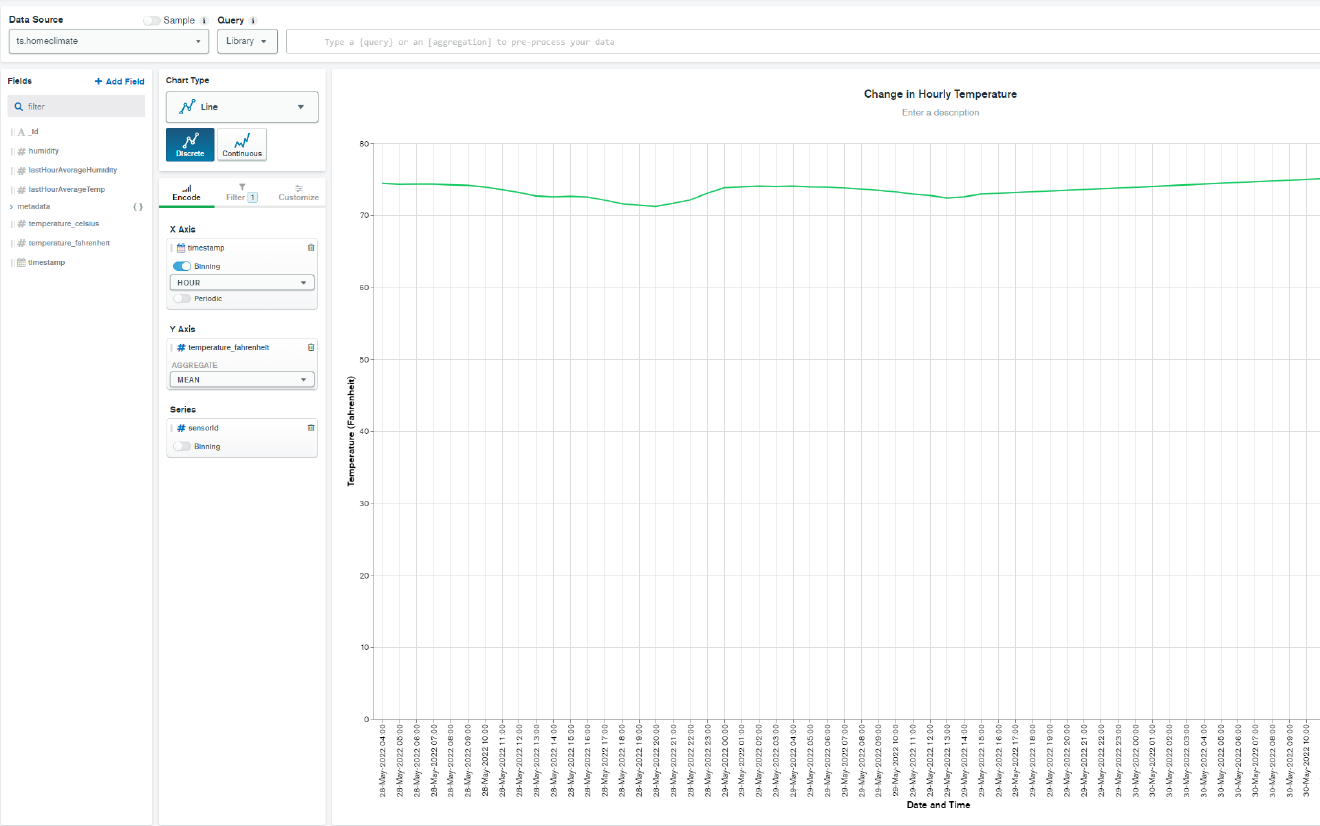 Data Source
Sample
Query
ts.homeclimate
Library
Type a {query} or an [aggregation] to pre-process your data
Fields
+ Add Field
filter
A _id
# humidity
# lastHourAverageHumidity
# lastHourAverageTemp
> metadata { }
# temperature_celsius
# temperature_fahrenheit
timestamp
Chart Type
Line
Discrete
Continuous
Encode
Filter 1
Customize
X Axis
timestamp
Binning
HOUR
Periodic
Y Axis
# temperature_fahrenheit
AGGREGATE
MEAN
Series
# sensorId
Binning
Change in Hourly Temperature
Enter a description
80
70
60
50
40
30
20
10
0
Temperature (Fahrenheit)
28-May-2022 04:00
28-May-2022 05:00
28-May-2022 06:00
28-May-2022 07:00
28-May-2022 08:00
28-May-2022 09:00
28-May-2022 10:00
28-May-2022 11:00
28-May-2022 12:00
28-May-2022 13:00
28-May-2022 14:00
28-May-2022 15:00
28-May-2022 16:00
28-May-2022 17:00
28-May-2022 18:00
28-May-2022 19:00
28-May-2022 20:00
28-May-2022 21:00
28-May-2022 22:00
28-May-2022 23:00
29-May-2022 00:00
29-May-2022 01:00
29-May-2022 02:00
29-May-2022 03:00
29-May-2022 04:00
29-May-2022 05:00
29-May-2022 06:00
29-May-2022 07:00
29-May-2022 08:00
29-May-2022 09:00
29-May-2022 10:00
29-May-2022 11:00
29-May-2022 12:00
29-May-2022 13:00
29-May-2022 14:00
29-May-2022 15:00
29-May-2022 16:00
29-May-2022 17:00
29-May-2022 18:00
29-May-2022 19:00
29-May-2022 20:00
29-May-2022 21:00
29-May-2022 22:00
29-May-2022 23:00
30-May-2022 00:00
30-May-2022 01:00
30-May-2022 02:00
30-May-2022 03:00
30-May-2022 04:00
30-May-2022 05:00
30-May-2022 06:00
30-May-2022 07:00
30-May-2022 08:00
30-May-2022 09:00
30-May-2022 10:00
Date and Time